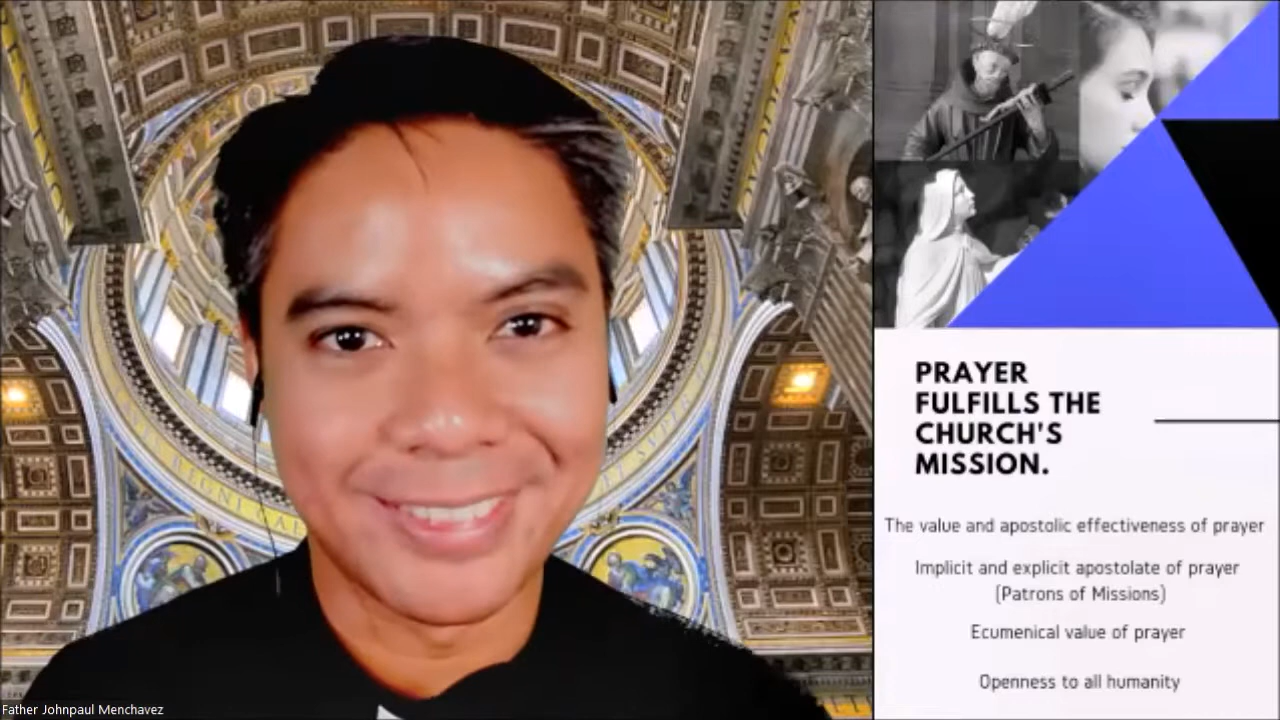 PRAYER
FULFILLS THE
CHURCH'S
MISSION.
The value and apostolic effectiveness of prayer
Implicit and explicit apostolate of prayer
(Patrons of Missions)
Ecumenical value of prayer
Openness to all humanity
Father Johnpaul Menchavez